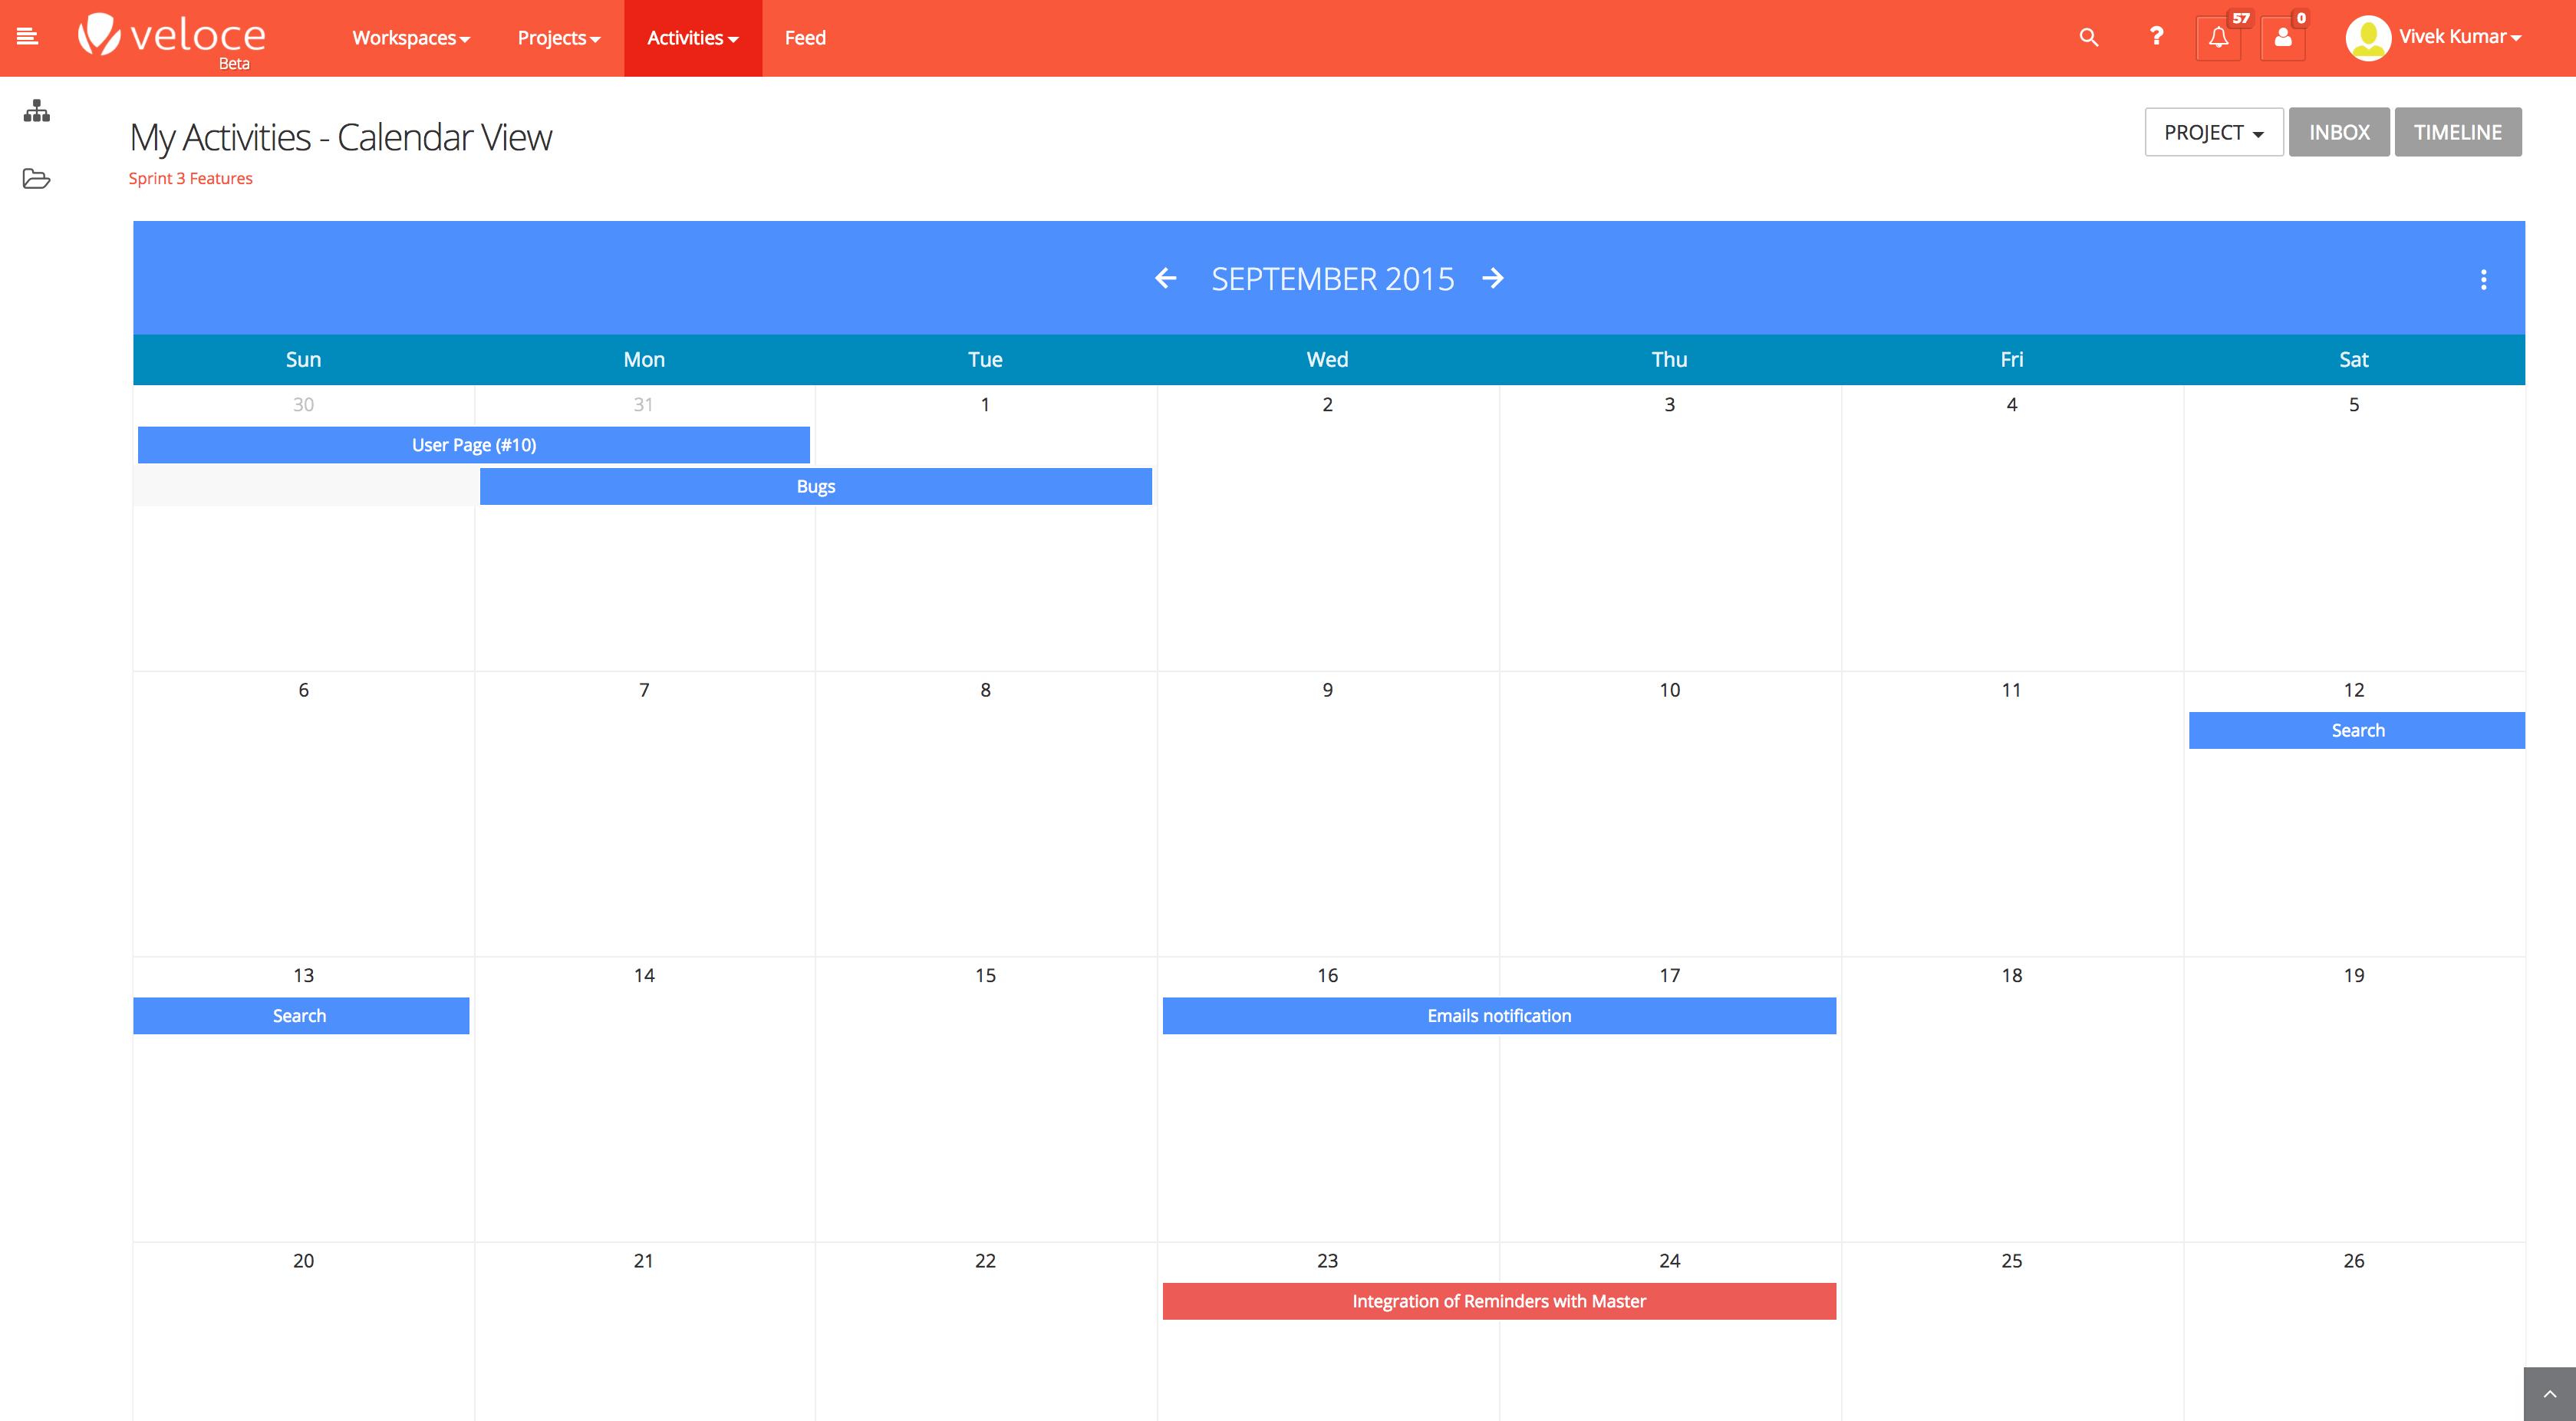 veloce
Beta
Workspaces
Projects
Activities
Feed
?
57
0
Vivek Kumar
My Activities - Calendar View
Sprint 3 Features
PROJECT
INBOX
TIMELINE
SEPTEMBER 2015
Sun Mon Tue Wed Thu Fri Sat
30 31 1 2 3 4 5
User Page (#10)
Bugs
6 7 8 9 10 11 12
Search
13 14 15 16 17 18 19
Search Emails notification
20 21 22 23 24 25 26
Integration of Reminders with Master